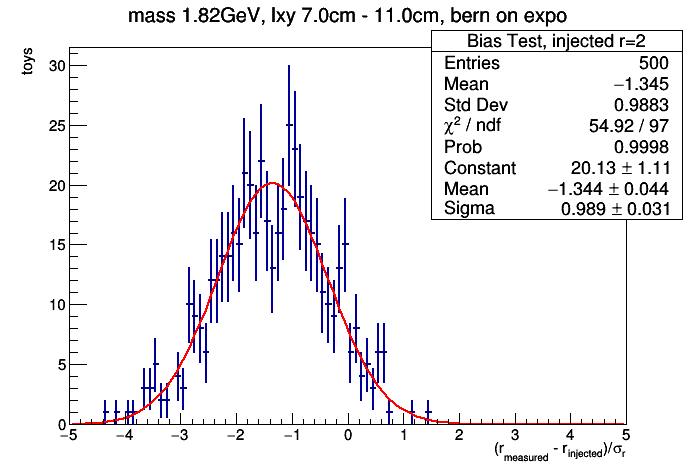 mass 1.82GeV, lxy 7.0cm - 11.0cm, bern on expo
Bias Test, injected r=2
Entries 500
Mean −1.345
Std Dev 0.9883
χ² / ndf 54.92 / 97
Prob 0.9998
Constant 20.13 ± 1.11
Mean −1.344 ± 0.044
Sigma 0.989 ± 0.031
toys
30
25
20
15
10
5
0
−5 −4 −3 −2 −1 0 1 2 3 4 5
(r_measured - r_injected)/σ_r